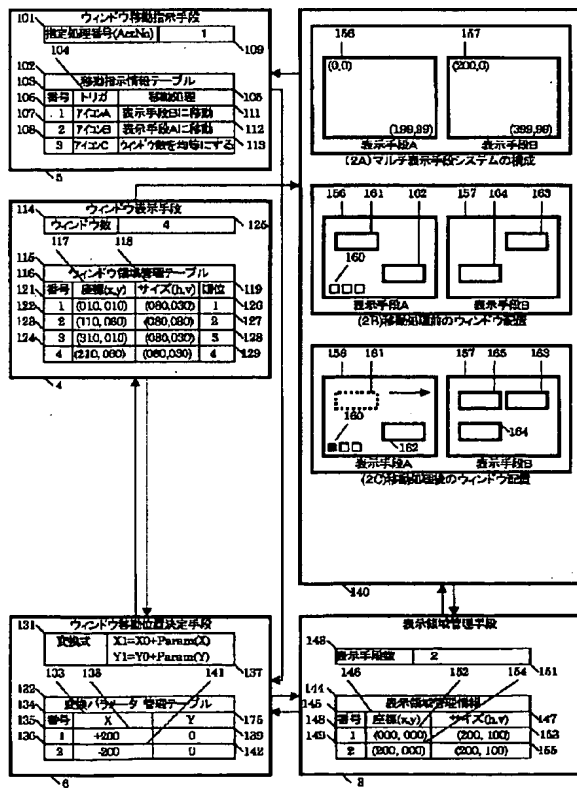 101 ウィンドウ移動指示手段
指定処理番号(ActNo) 1
104 109
102
103 移動指示情報テーブル
106 番号 トリガ 移動処理 105
107 1 アイコンA 表示手段Bに移動 111
108 2 アイコンB 表示手段Aに移動 112
3 アイコンC ウィンドウ数を均等にする 113
5
114 ウィンドウ表示手段
ウィンドウ数 4
117 118 125
115
116 ウィンドウ領域管理テーブル
121 番号 座標(x,y) サイズ(h,v) 順位 119
122 1 (010,010) (080,030) 1 126
123 2 (110,060) (080,030) 2 127
124 3 (310,010) (080,030) 3 128
4 (210,060) (080,030) 4 129
4
131 ウィンドウ移動位置決定手段
変換式 X1=X0+Param(X)
Y1=Y0+Param(Y)
133 138 141 137
132
134 変換パラメータ管理テーブル
135 番号 X Y 175
130 1 +200 0 139
2 -200 0 142
6
156 157
(0,0) (200,0)
(199,99) (399,99)
表示手段A 表示手段B
(2A)マルチ表示手段システムの構成
156 161 102 157 104 163
160
表示手段A 表示手段B
(2B)移動処理前のウィンドウ配置
156 161 157 165 163
160
162 164
表示手段A 表示手段B
(2C)移動処理後のウィンドウ配置
140
表示領域管理手段
143
表示手段数 2
146 152 154 151
144
145 表示領域管理情報
148 番号 座標(x,y) サイズ(h,v) 147
149 1 (000,000) (200,100) 153
2 (200,000) (200,100) 155
3